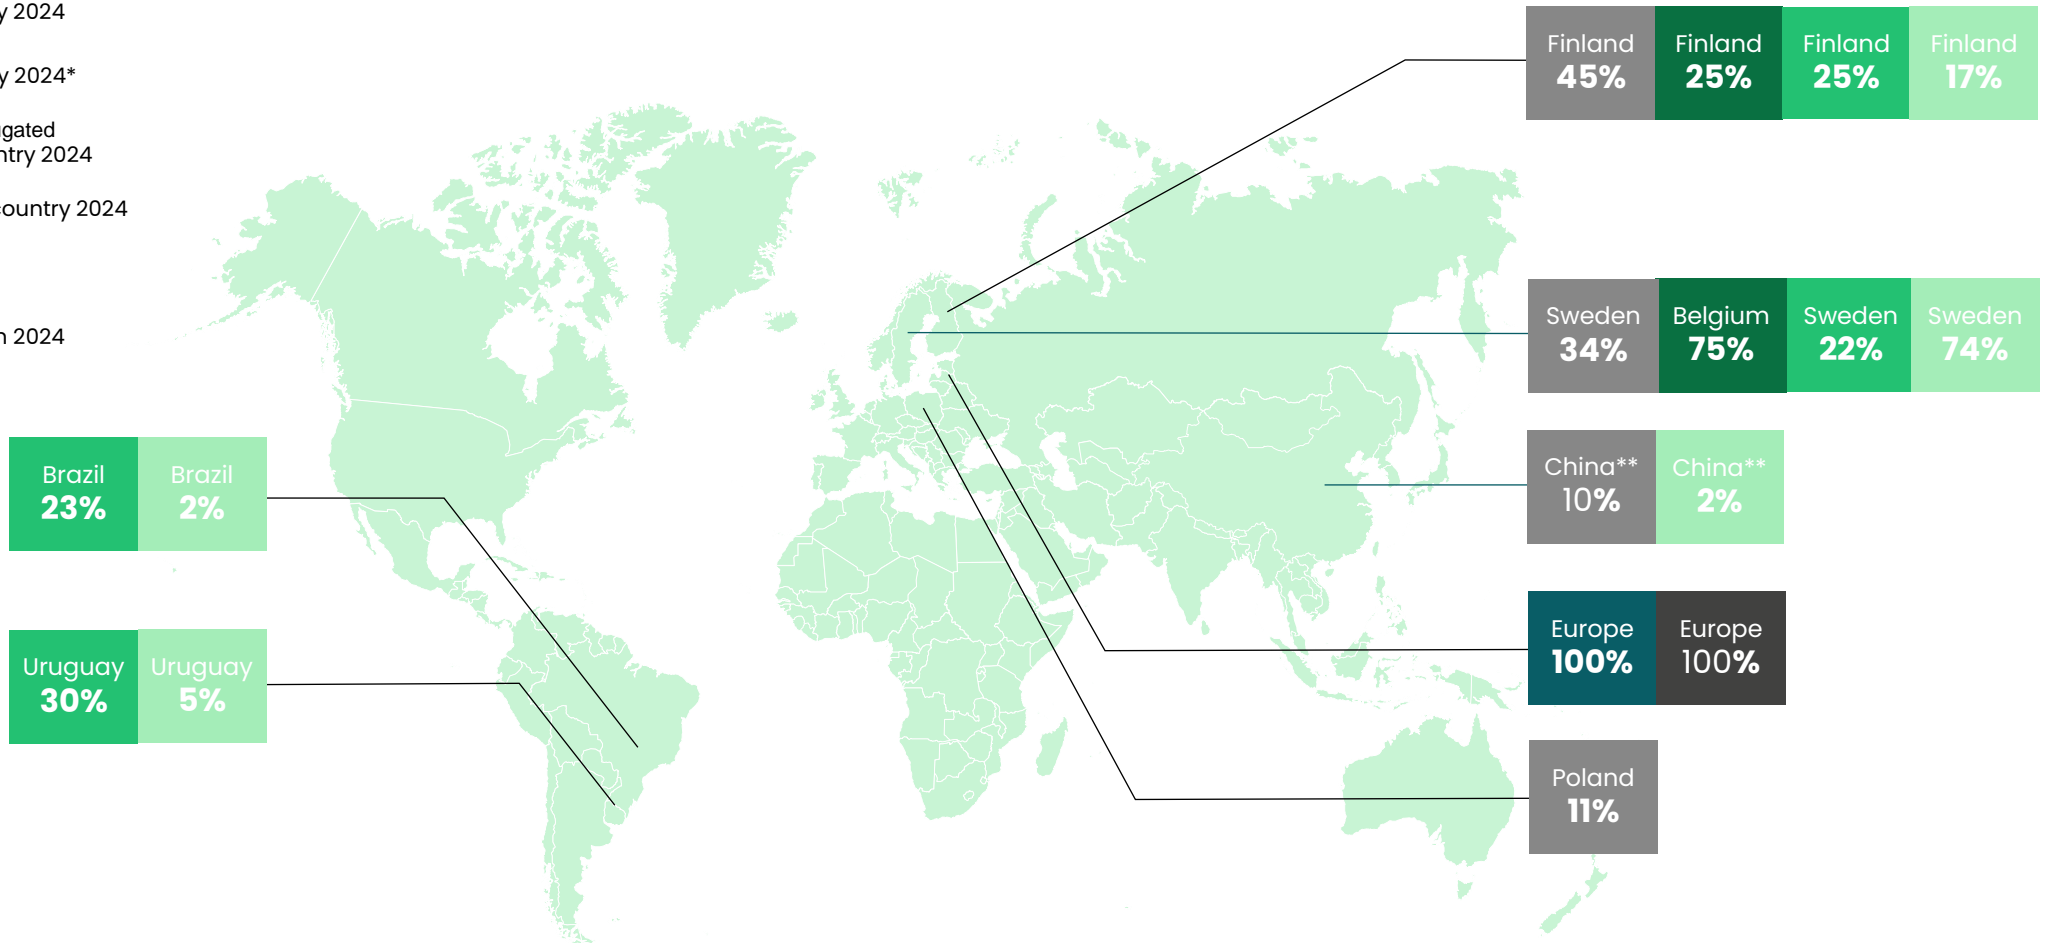 y 2024
y 2024*
gated
ntry 2024
country 2024
n 2024
Finland Finland Finland Finland
45% 25% 25% 17%
Sweden Belgium Sweden Sweden
34% 75% 22% 74%
China** China**
10% 2%
Brazil Brazil
23% 2%
Europe Europe
100% 100%
Uruguay Uruguay
30% 5%
Poland
11%